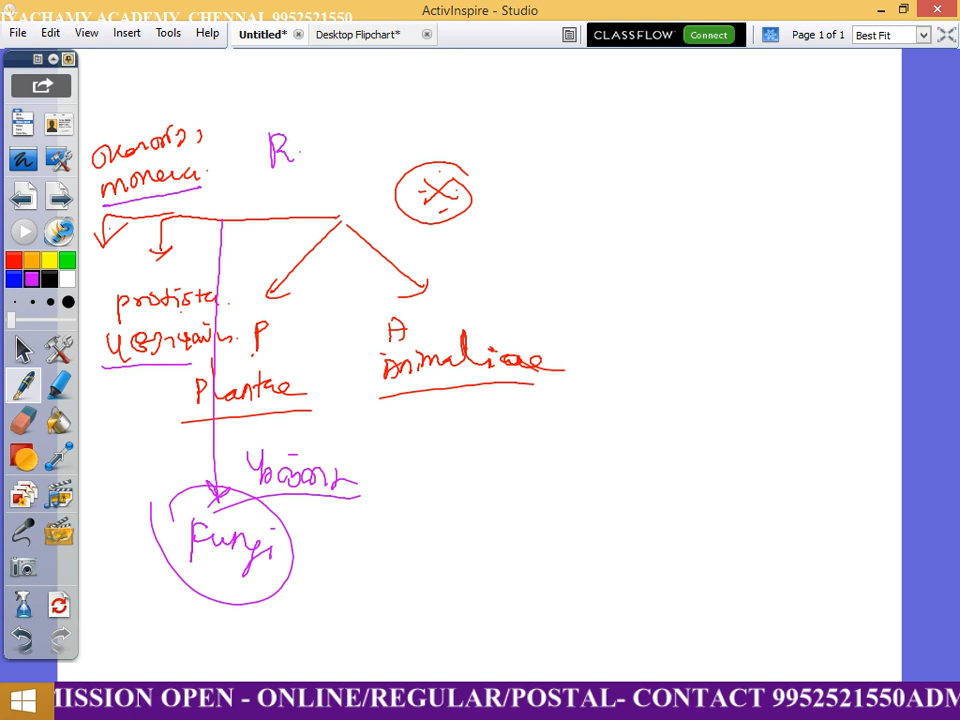 IYACHAMY ACADEMY, CHENNAI 9952521550
ActivInspire - Studio
File Edit View Insert Tools Help
Untitled*
Desktop Flipchart*
CLASSFLOW Connect
Page 1 of 1
Best Fit
R.
monera.
protista.
P
A
Animaliae
Plantae
Fungi
MISSION OPEN - ONLINE/REGULAR/POSTAL- CONTACT 9952521550ADM